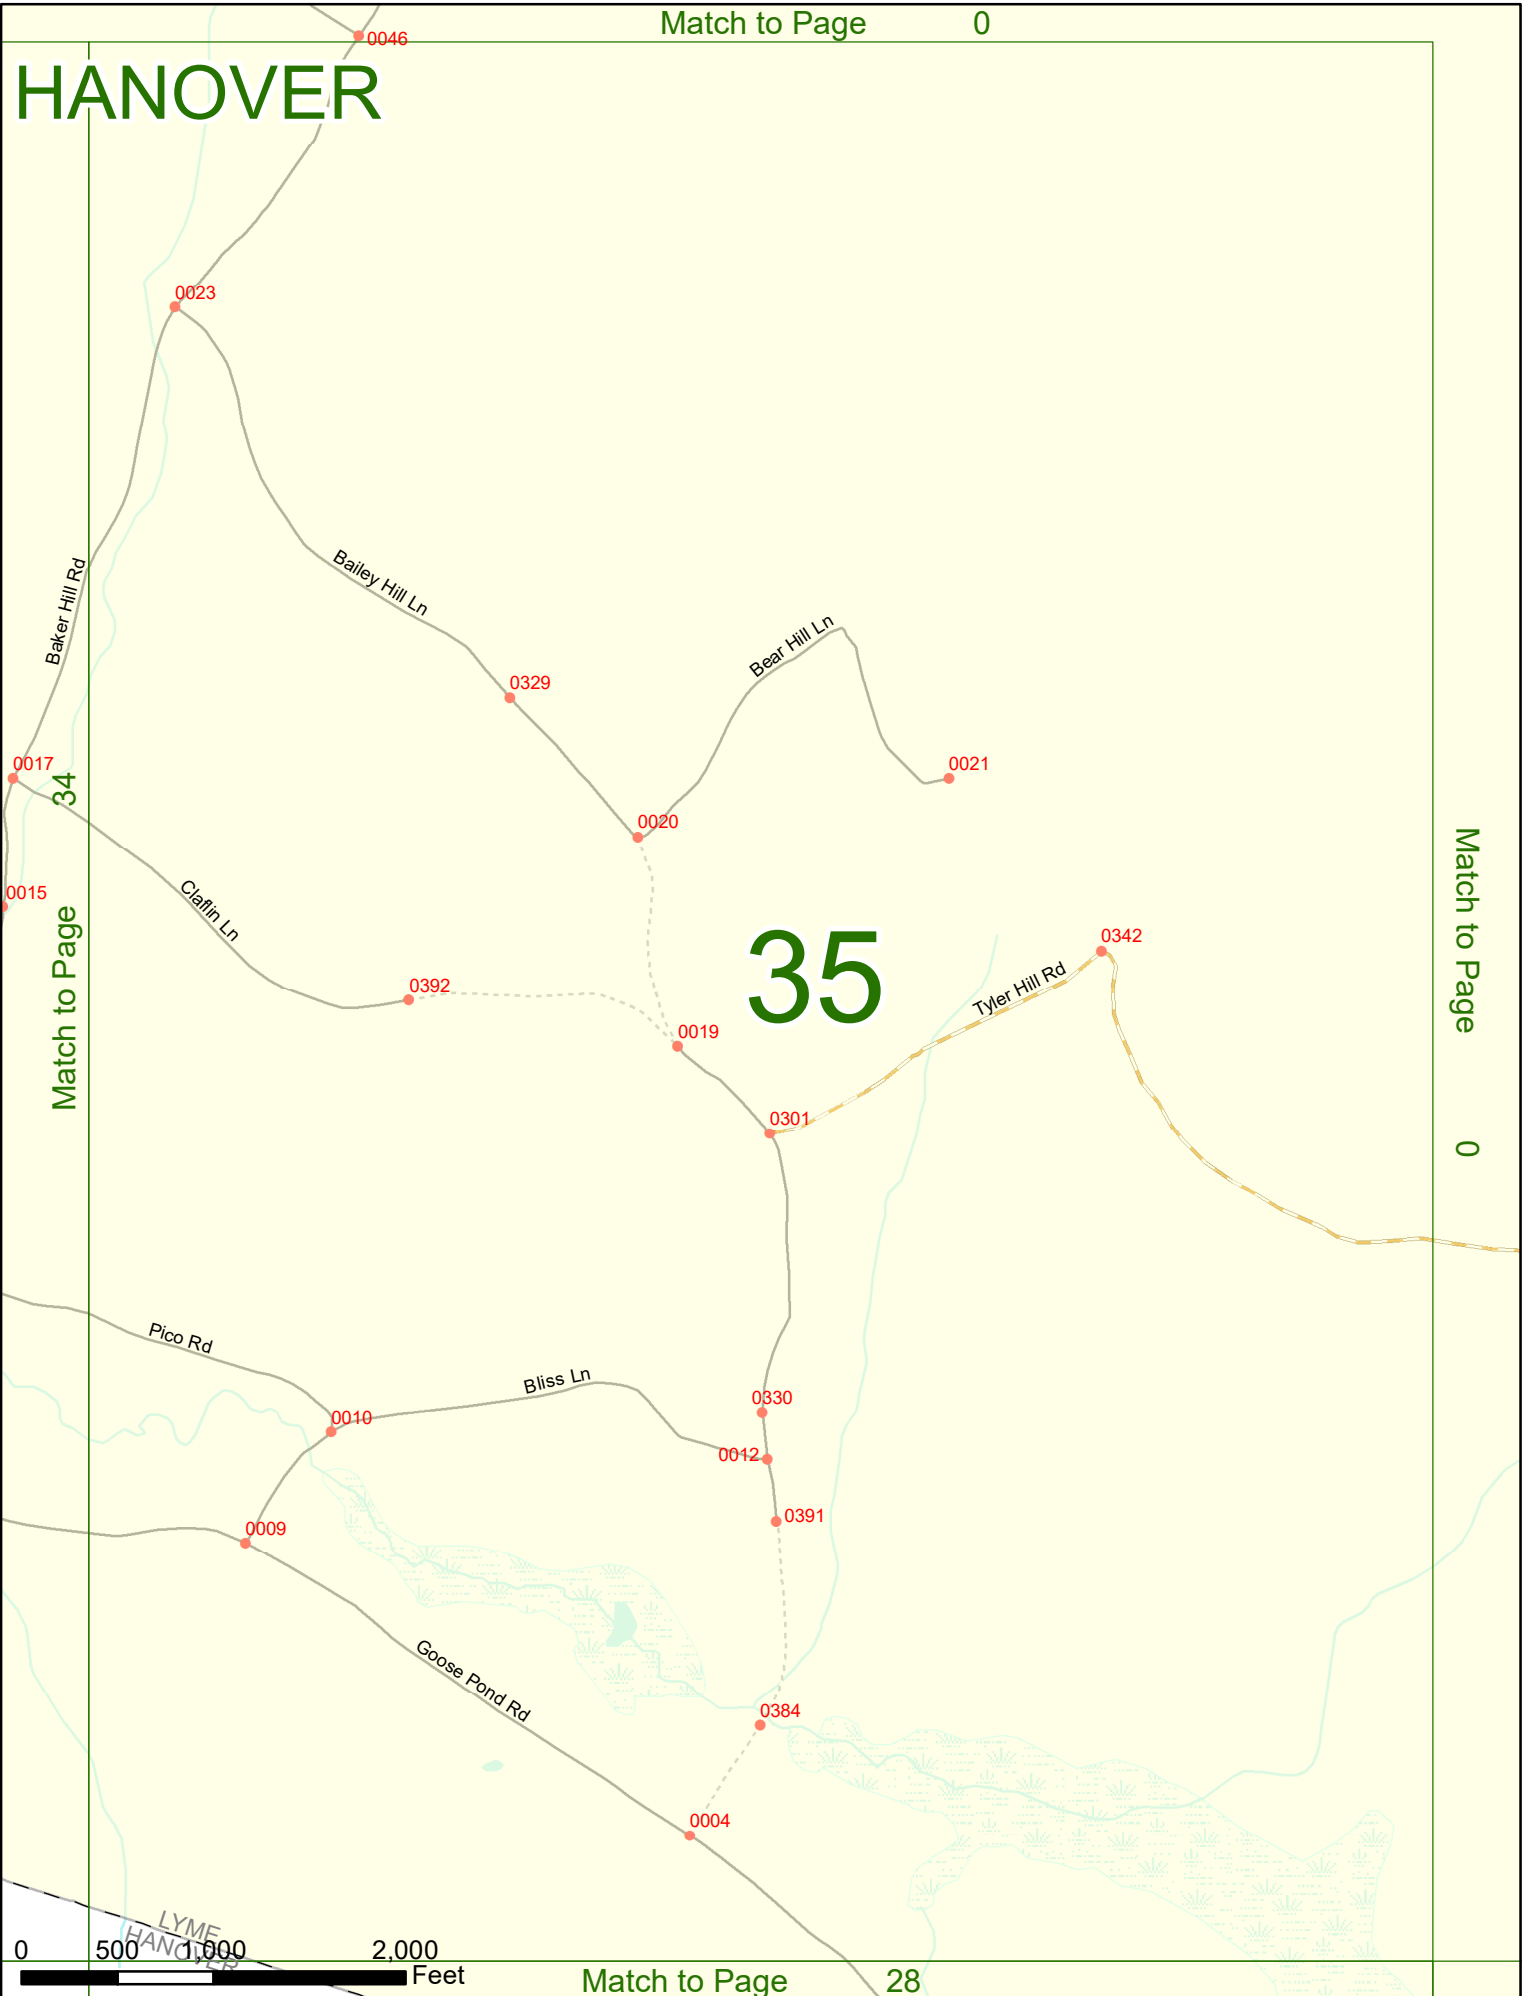 Match to Page 0
0046
HANOVER
0023
Baker Hill Rd
Bailey Hill Ln
Bear Hill Ln
0329
0017
0021
34
Match to Page
0020
0015
Claflin Ln
35
Match to Page
0
0342
Tyler Hill Rd
0392
0019
0301
Pico Rd
Bliss Ln
0330
0010
0012
0391
0009
Goose Pond Rd
0384
0004
LYME
HANOVER
0 500 1,000 2,000
Feet
Match to Page 28